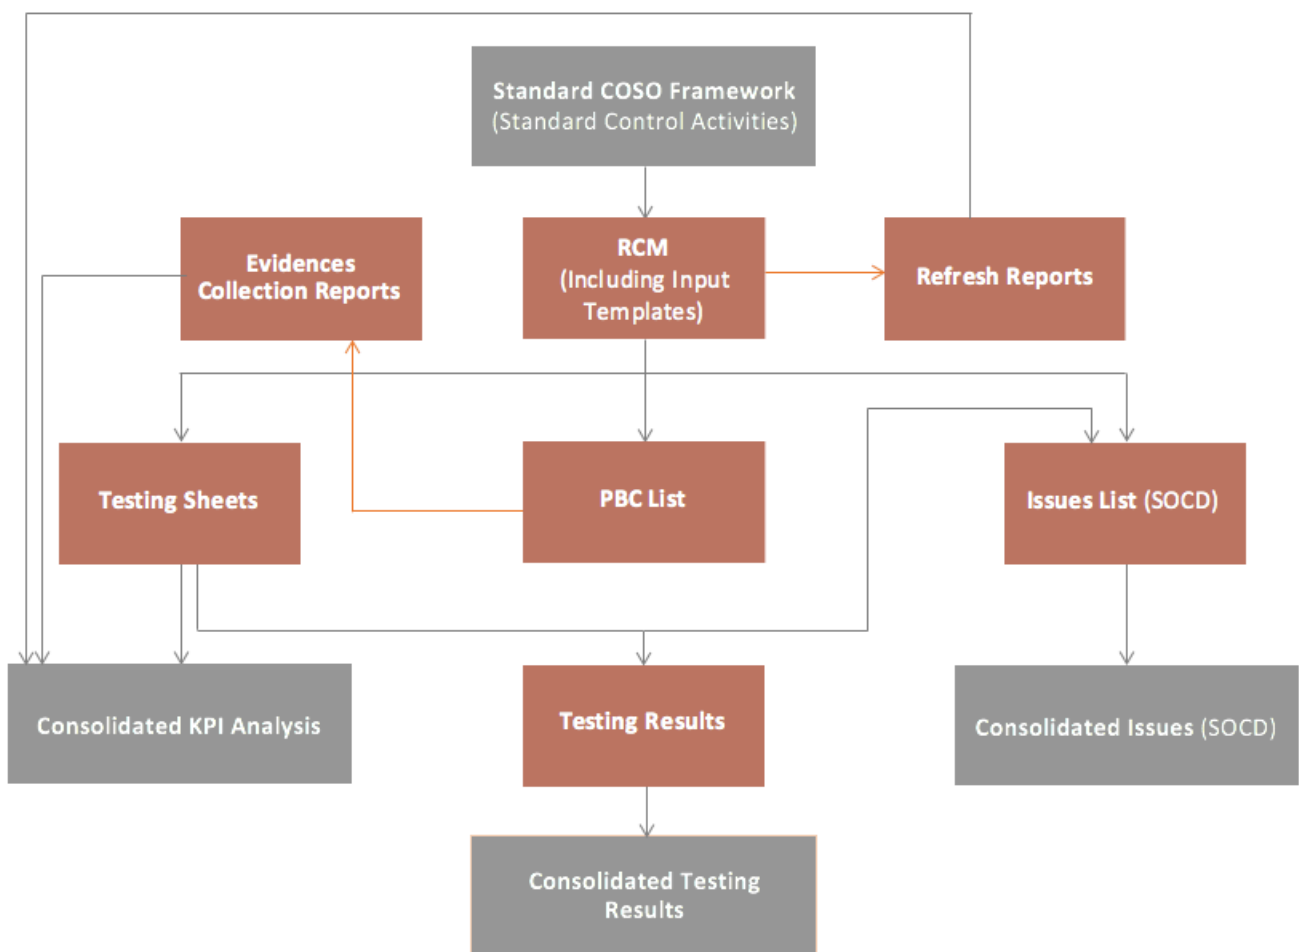 Standard COSO Framework
(Standard Control Activities)
Evidences
Collection Reports
RCM
(Including Input
Templates)
Refresh Reports
Testing Sheets
PBC List
Issues List (SOCD)
Consolidated KPI Analysis
Testing Results
Consolidated Issues (SOCD)
Consolidated Testing
Results